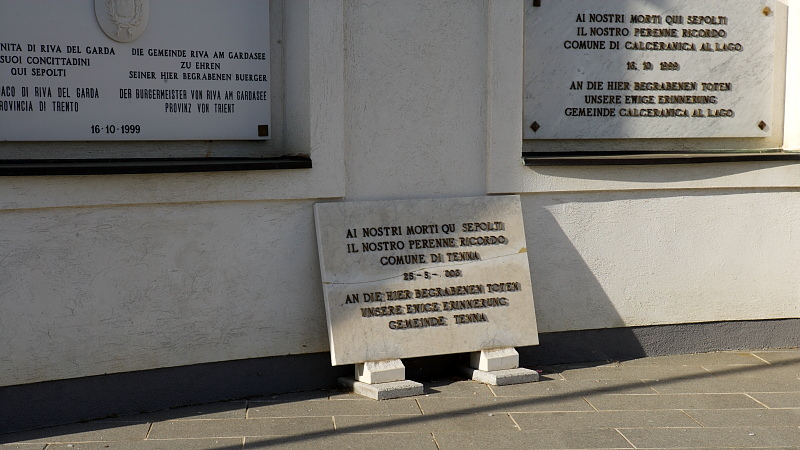 NITA DI RIVA DEL GARDA
SUOI CONCITTADINI
QUI SEPOLTI
DACO DI RIVA DEL GARDA
PROVINCIA DI TRENTO
DIE GEMEINDE RIVA AM GARDASEE
ZU EHREN
SEINER HIER BEGRABENEN BUERGER
DER BURGERMEISTER VON RIVA AM GARDASEE
PROVINZ VON TRIENT
16·10·1999
AI NOSTRI MORTI QU SEPOLTI
IL NOSTRO PERENNE RICORDO
COMUNE DI TENNA
AN DIE HIER BEGRABENEN TOTEN
UNSERE EWIGE ERINNERUNG
GEMEINDE TENNA
AI NOSTRI MORTI QUI SEPOLTI
IL NOSTRO PERENNE RICORDO
COMUNE DI CALCERANICA AL LAGO
16. 10. 1999
AN DIE HIER BEGRABENEN TOTEN
UNSERE EWIGE ERINNERUNG
GEMEINDE CALCERANICA AL LAGO